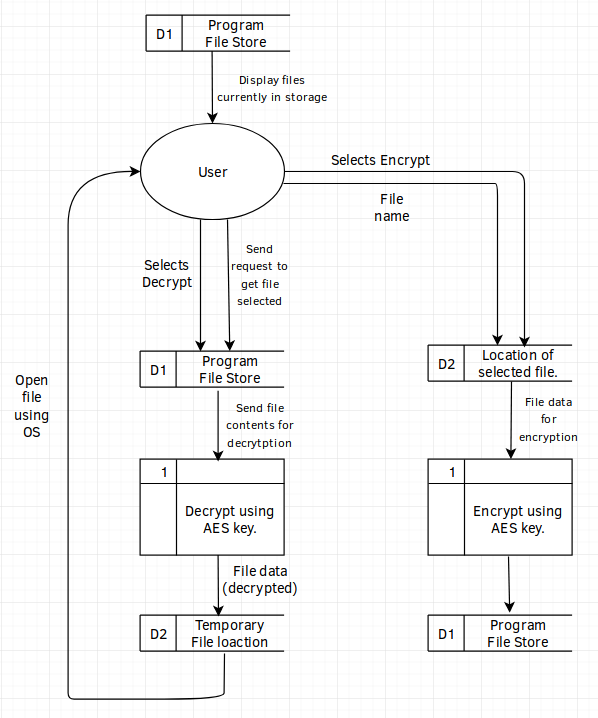 D1
Program
File Store
Display files
currently in storage
User
Selects Encrypt
File
name
Selects
Decrypt
Send
request to
get file
selected
D1
Program
File Store
D2
Location of
selected file.
Open
file
using
OS
Send file
contents for
decrytption
File data
for
encryption
1
Decrypt using
AES key.
1
Encrypt using
AES key.
File data
(decrypted)
D2
Temporary
File loaction
D1
Program
File Store